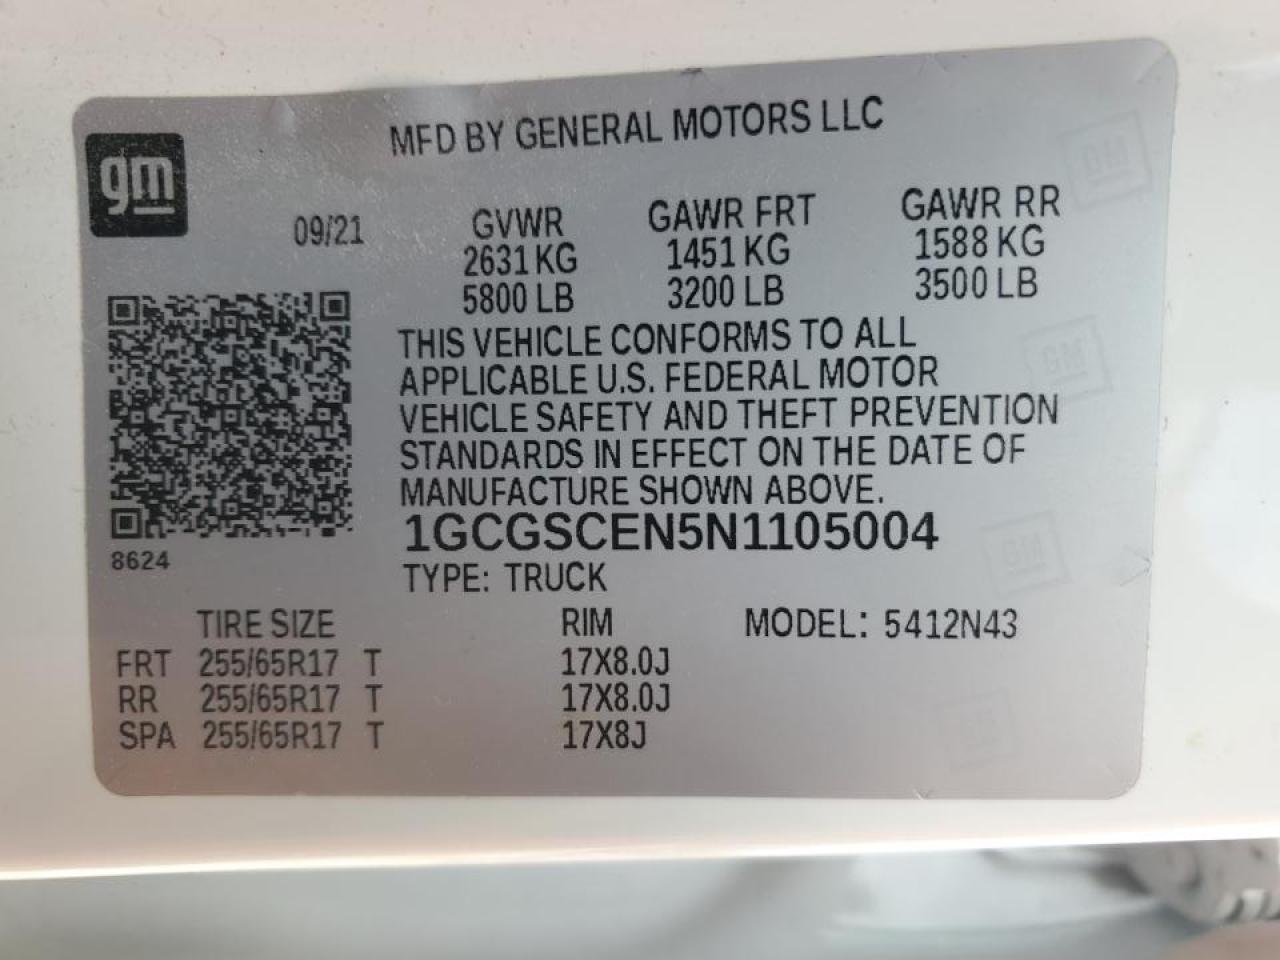 MFD BY GENERAL MOTORS LLC
gm
09/21
GVWR GAWR FRT GAWR RR
2631 KG 1451 KG 1588 KG
5800 LB 3200 LB 3500 LB
THIS VEHICLE CONFORMS TO ALL
APPLICABLE U.S. FEDERAL MOTOR
VEHICLE SAFETY AND THEFT PREVENTION
STANDARDS IN EFFECT ON THE DATE OF
MANUFACTURE SHOWN ABOVE.
1GCGSCEN5N1105004
8624
TYPE: TRUCK
TIRE SIZE RIM MODEL: 5412N43
FRT 255/65R17 T 17X8.0J
RR 255/65R17 T 17X8.0J
SPA 255/65R17 T 17X8J
GM
GM
GM